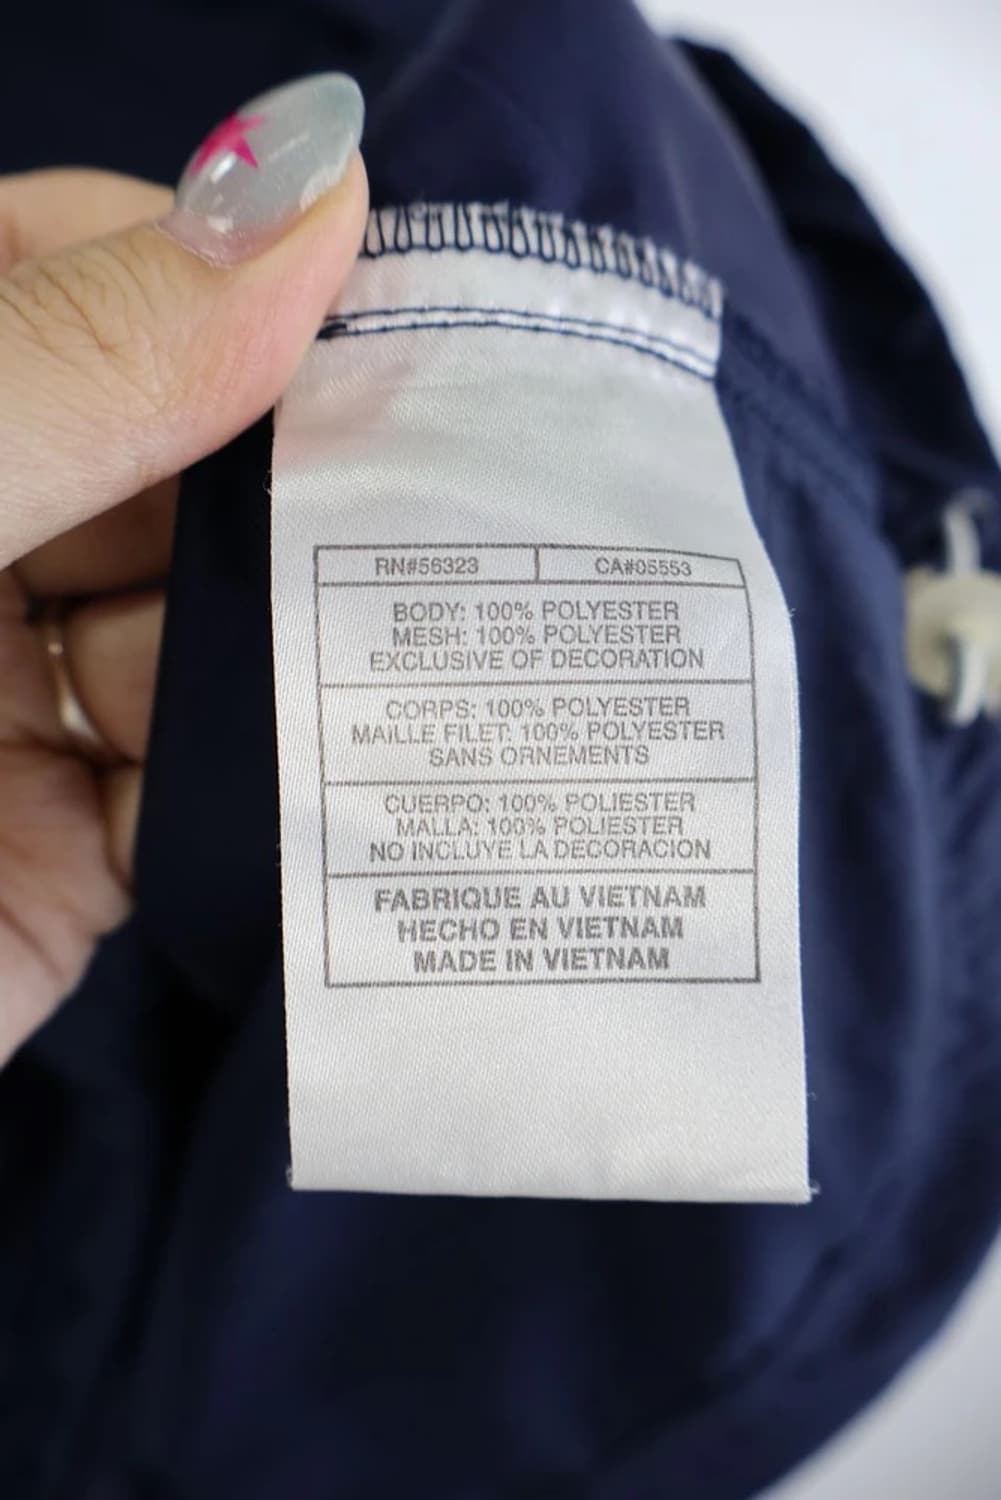 RN#56323 CA#05553
BODY: 100% POLYESTER
MESH: 100% POLYESTER
EXCLUSIVE OF DECORATION
CORPS: 100% POLYESTER
MAILLE FILET: 100% POLYESTER
SANS ORNEMENTS
CUERPO: 100% POLIESTER
MALLA: 100% POLIESTER
NO INCLUYE LA DECORACION
FABRIQUE AU VIETNAM
HECHO EN VIETNAM
MADE IN VIETNAM